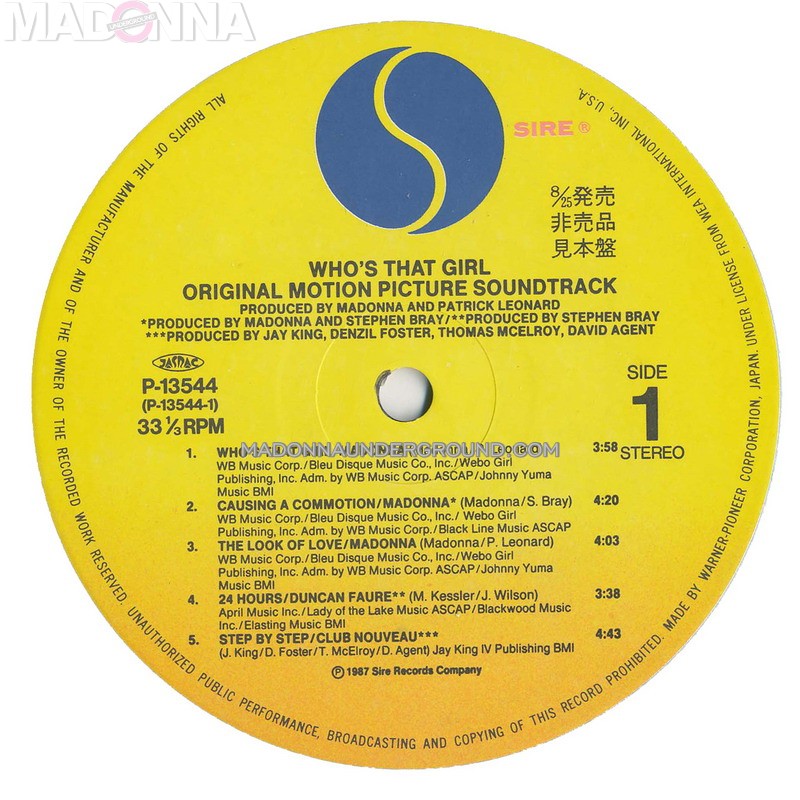 MADONNA
UNDERGROUND
SIRE ®
8/25発売
非売品
見本盤
WHO'S THAT GIRL
ORIGINAL MOTION PICTURE SOUNDTRACK
PRODUCED BY MADONNA AND PATRICK LEONARD
*PRODUCED BY MADONNA AND STEPHEN BRAY/**PRODUCED BY STEPHEN BRAY
***PRODUCED BY JAY KING, DENZIL FOSTER, THOMAS MCELROY, DAVID AGENT
JASRAC
P-13544
(P-13544-1)
33 1/3 RPM
SIDE
1
STEREO
MADONNAUNDERGROUND.COM
1. WHO'S THAT GIRL/MADONNA Leonard) 3:58
WB Music Corp./Bleu Disque Music Co., Inc./Webo Girl
Publishing, Inc. Adm. by WB Music Corp. ASCAP/Johnny Yuma
Music BMI
2. CAUSING A COMMOTION/MADONNA* (Madonna/S. Bray) 4:20
WB Music Corp./Bleu Disque Music Co., Inc./ Webo Girl
Publishing, Inc. Adm. by WB Music Corp./Black Line Music ASCAP
3. THE LOOK OF LOVE/MADONNA (Madonna/P. Leonard) 4:03
WB Music Corp./Bleu Disque Music Co., Inc./Webo Girl
Publishing, Inc. Adm. by WB Music Corp. ASCAP/Johnny Yuma
Music BMI
4. 24 HOURS/DUNCAN FAURE** (M. Kessler/J. Wilson) 3:38
April Music Inc./Lady of the Lake Music ASCAP/Blackwood Music
Inc./Elasting Music BMI
5. STEP BY STEP/CLUB NOUVEAU*** 4:43
(J. King/D. Foster/T. McElroy/D. Agent) Jay King IV Publishing BMI
Ⓟ 1987 Sire Records Company
ALL RIGHTS OF THE MANUFACTURER AND OF THE OWNER OF THE RECORDED WORK RESERVED. UNAUTHORIZED PUBLIC PERFORMANCE, BROADCASTING AND COPYING OF THIS RECORD PROHIBITED. MADE BY WARNER-PIONEER CORPORATION, JAPAN. UNDER LICENSE FROM WEA INTERNATIONAL INC., U.S.A.